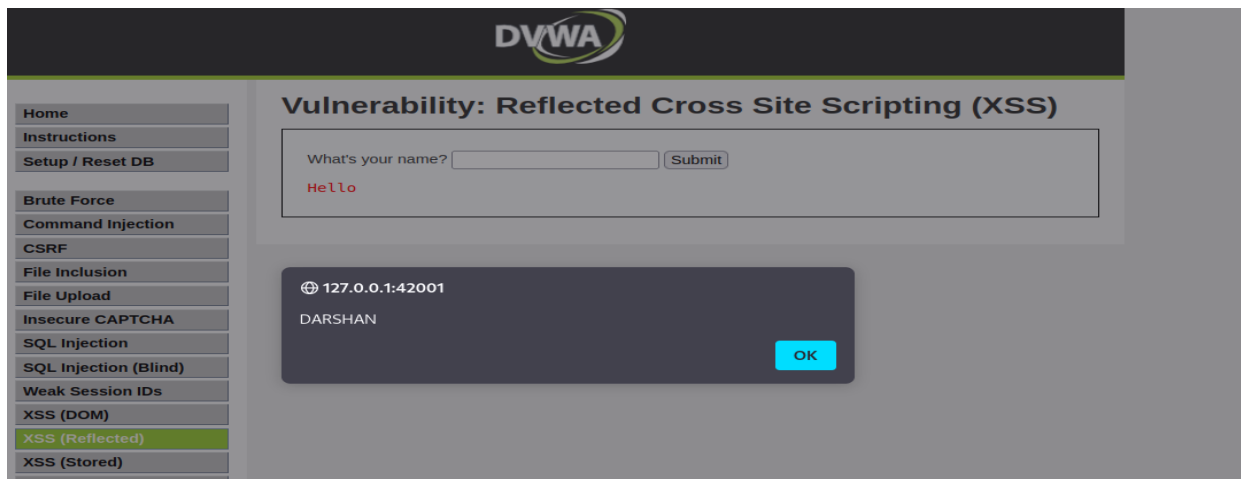 DVWA
Vulnerability: Reflected Cross Site Scripting (XSS)
Home
Instructions
Setup / Reset DB
Brute Force
Command Injection
CSRF
File Inclusion
File Upload
Insecure CAPTCHA
SQL Injection
SQL Injection (Blind)
Weak Session IDs
XSS (DOM)
XSS (Reflected)
XSS (Stored)
What's your name? Submit
Hello
127.0.0.1:42001
DARSHAN
OK